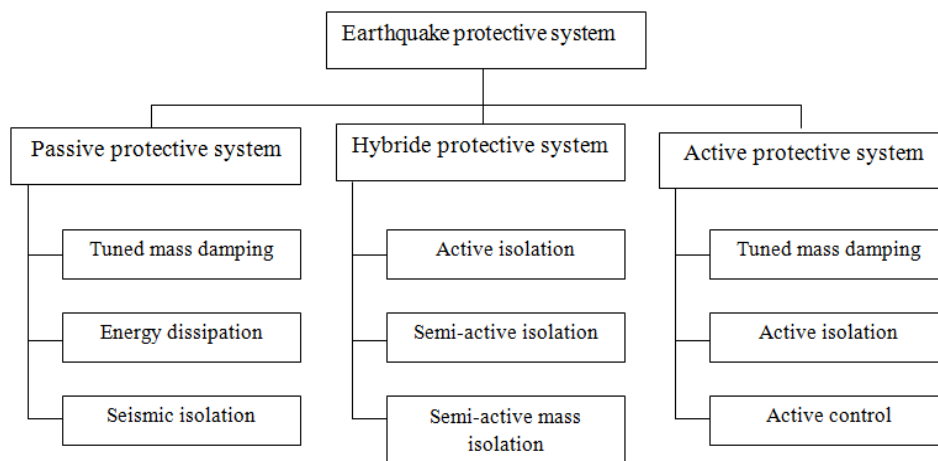 Earthquake protective system
Passive protective system
Hybride protective system
Active protective system
Tuned mass damping
Active isolation
Tuned mass damping
Energy dissipation
Semi-active isolation
Active isolation
Seismic isolation
Semi-active mass
isolation
Active control